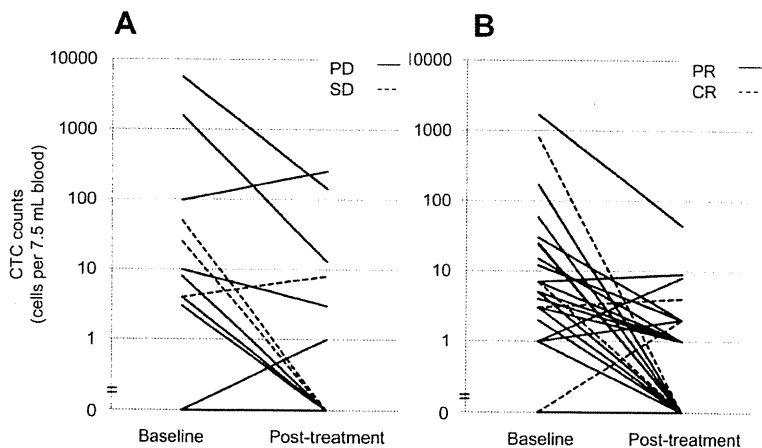 A
PD
SD
10000
1000
100
10
1
0
CTC counts
(cells per 7.5 mL blood)
Baseline
Post-treatment
B
PR
CR
10000
1000
100
10
1
0
Baseline
Post-treatment